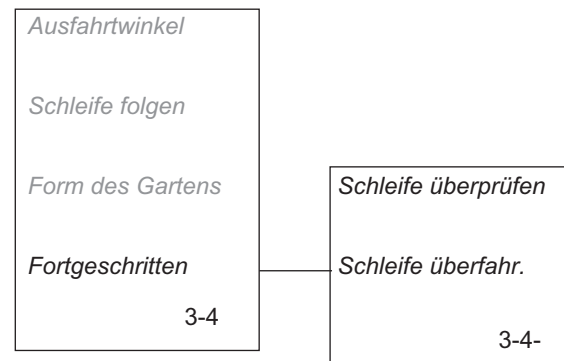 Ausfahrtwinkel
Schleife folgen
Form des Gartens
Fortgeschritten
3-4
Schleife überprüfen
Schleife überfahr.
3-4-